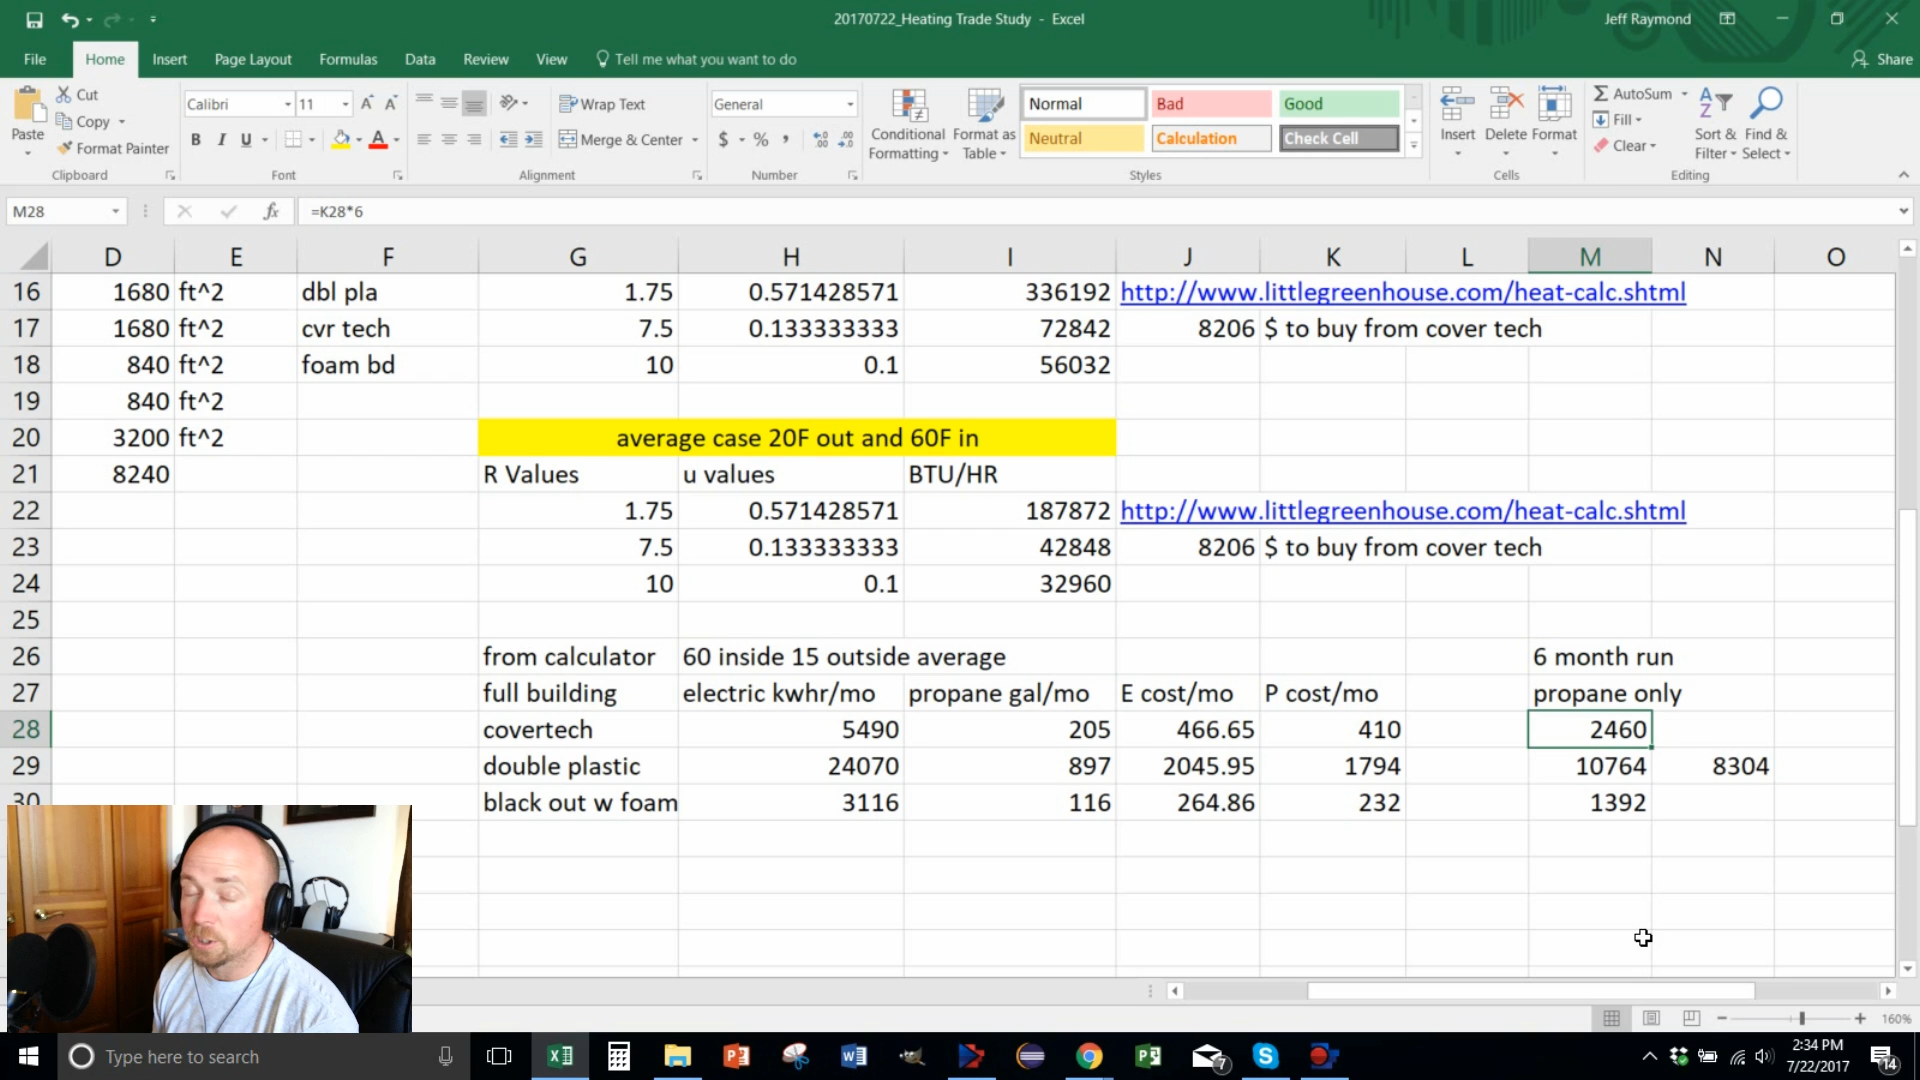 20170722_Heating Trade Study - Excel
Jeff Raymond
File Home Insert Page Layout Formulas Data Review View Tell me what you want to do Share
Paste Cut Copy Format Painter Clipboard
Calibri 11 A A B I U A Font
Wrap Text Merge & Center Alignment
General $ % , Number
Conditional Formatting Format as Table
Normal Bad Good
Neutral Calculation Check Cell
Styles
Insert Delete Format Cells
AutoSum Fill Clear Sort & Filter Find & Select Editing
M28 fx =K28*6
D E F G H I J K L M N O
16 1680 ft^2 dbl pla 1.75 0.571428571 336192 http://www.littlegreenhouse.com/heat-calc.shtml
17 1680 ft^2 cvr tech 7.5 0.133333333 72842 8206 $ to buy from cover tech
18 840 ft^2 foam bd 10 0.1 56032
19 840 ft^2
20 3200 ft^2 average case 20F out and 60F in
21 8240 R Values u values BTU/HR
22 1.75 0.571428571 187872 http://www.littlegreenhouse.com/heat-calc.shtml
23 7.5 0.133333333 42848 8206 $ to buy from cover tech
24 10 0.1 32960
25
26 from calculator 60 inside 15 outside average 6 month run
27 full building electric kwhr/mo propane gal/mo E cost/mo P cost/mo propane only
28 covertech 5490 205 466.65 410 2460
29 double plastic 24070 897 2045.95 1794 10764 8304
30 black out w foam 3116 116 264.86 232 1392
160%
Type here to search
7
2:34 PM
7/22/2017
14